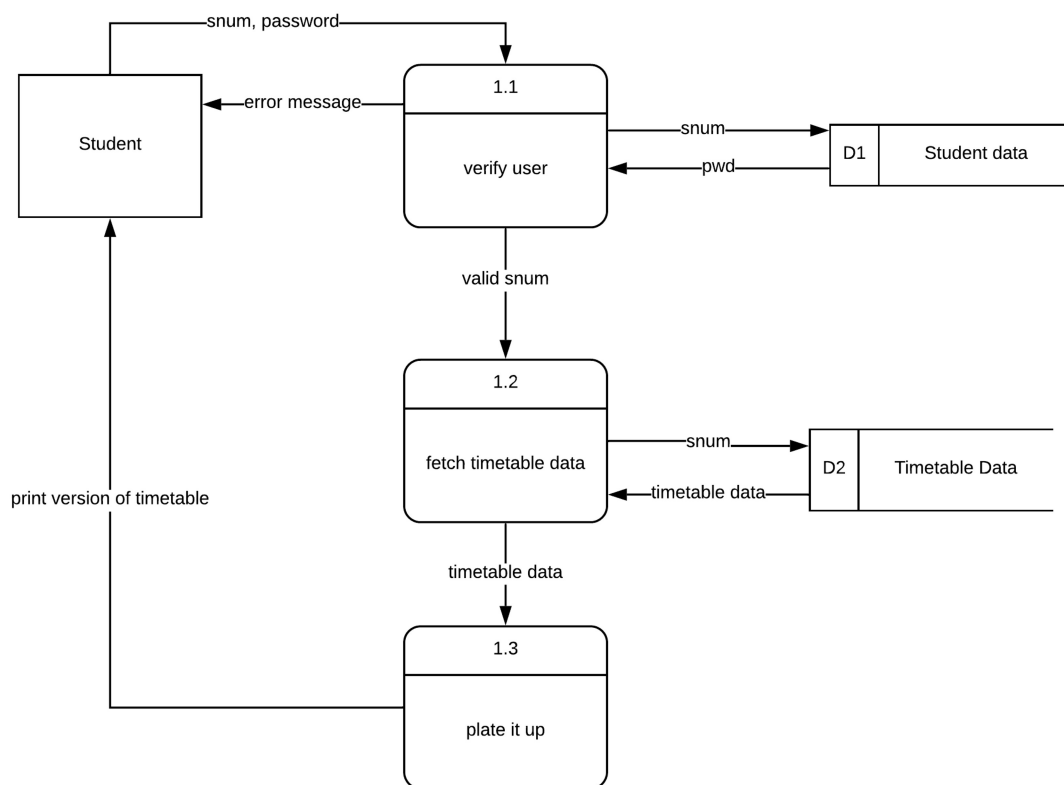 snum, password
1.1
error message
Student
verify user
snum
pwd
D1
Student data
valid snum
1.2
fetch timetable data
snum
timetable data
D2
Timetable Data
print version of timetable
timetable data
1.3
plate it up